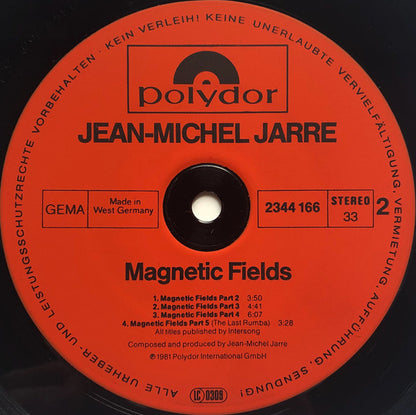 ALLE URHEBER- UND LEISTUNGSSCHUTZRECHTE VORBEHALTEN · KEIN VERLEIH! KEINE UNERLAUBTE VERVIELFÄLTIGUNG, VERMIETUNG, AUFFÜHRUNG, SENDUNG!
polydor
JEAN-MICHEL JARRE
GEMA
Made in
West Germany
2344 166
STEREO
33
2
Magnetic Fields
1. Magnetic Fields Part 2 3:50
2. Magnetic Fields Part 3 4:41
3. Magnetic Fields Part 4 6:07
4. Magnetic Fields Part 5 (The Last Rumba) 3:28
All titles published by Intersong
Composed and produced by Jean-Michel Jarre
℗1981 Polydor International GmbH
LC 0309